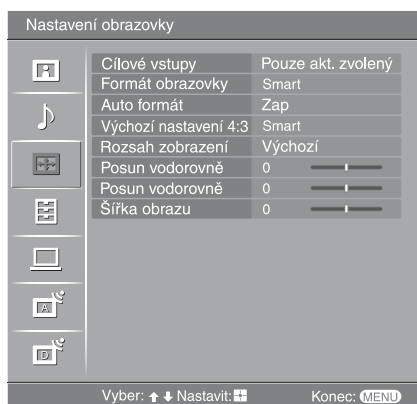 Nastavení obrazovky
Cílové vstupy Pouze akt. zvolený
Formát obrazovky Smart
Auto formát Zap
Výchozí nastavení 4:3 Smart
Rozsah zobrazení Výchozí
Posun vodorovně 0
Posun vodorovně 0
Šířka obrazu 0
A
D
Vyber: Nastavit: Konec: MENU